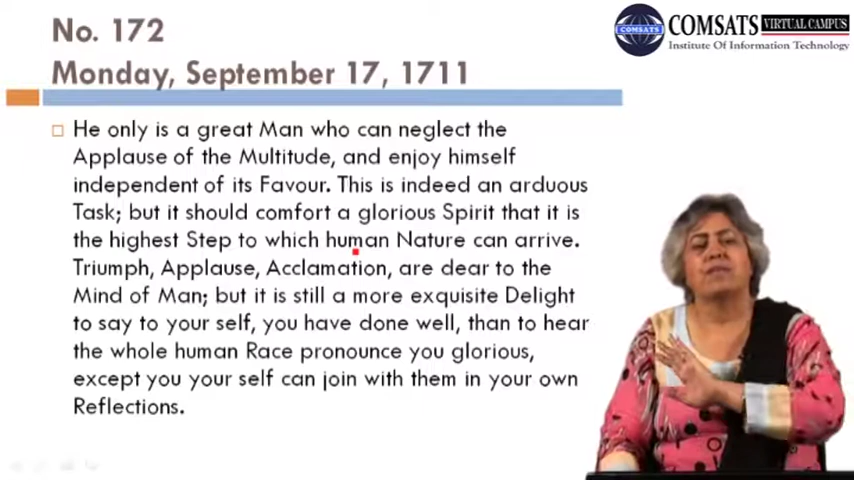 No. 172
Monday, September 17, 1711
COMSATS
COMSATS VIRTUAL CAMPUS
Institute Of Information Technology
He only is a great Man who can neglect the
Applause of the Multitude, and enjoy himself
independent of its Favour. This is indeed an arduous
Task; but it should comfort a glorious Spirit that it is
the highest Step to which human Nature can arrive.
Triumph, Applause, Acclamation, are dear to the
Mind of Man; but it is still a more exquisite Delight
to say to your self, you have done well, than to hear
the whole human Race pronounce you glorious,
except you your self can join with them in your own
Reflections.